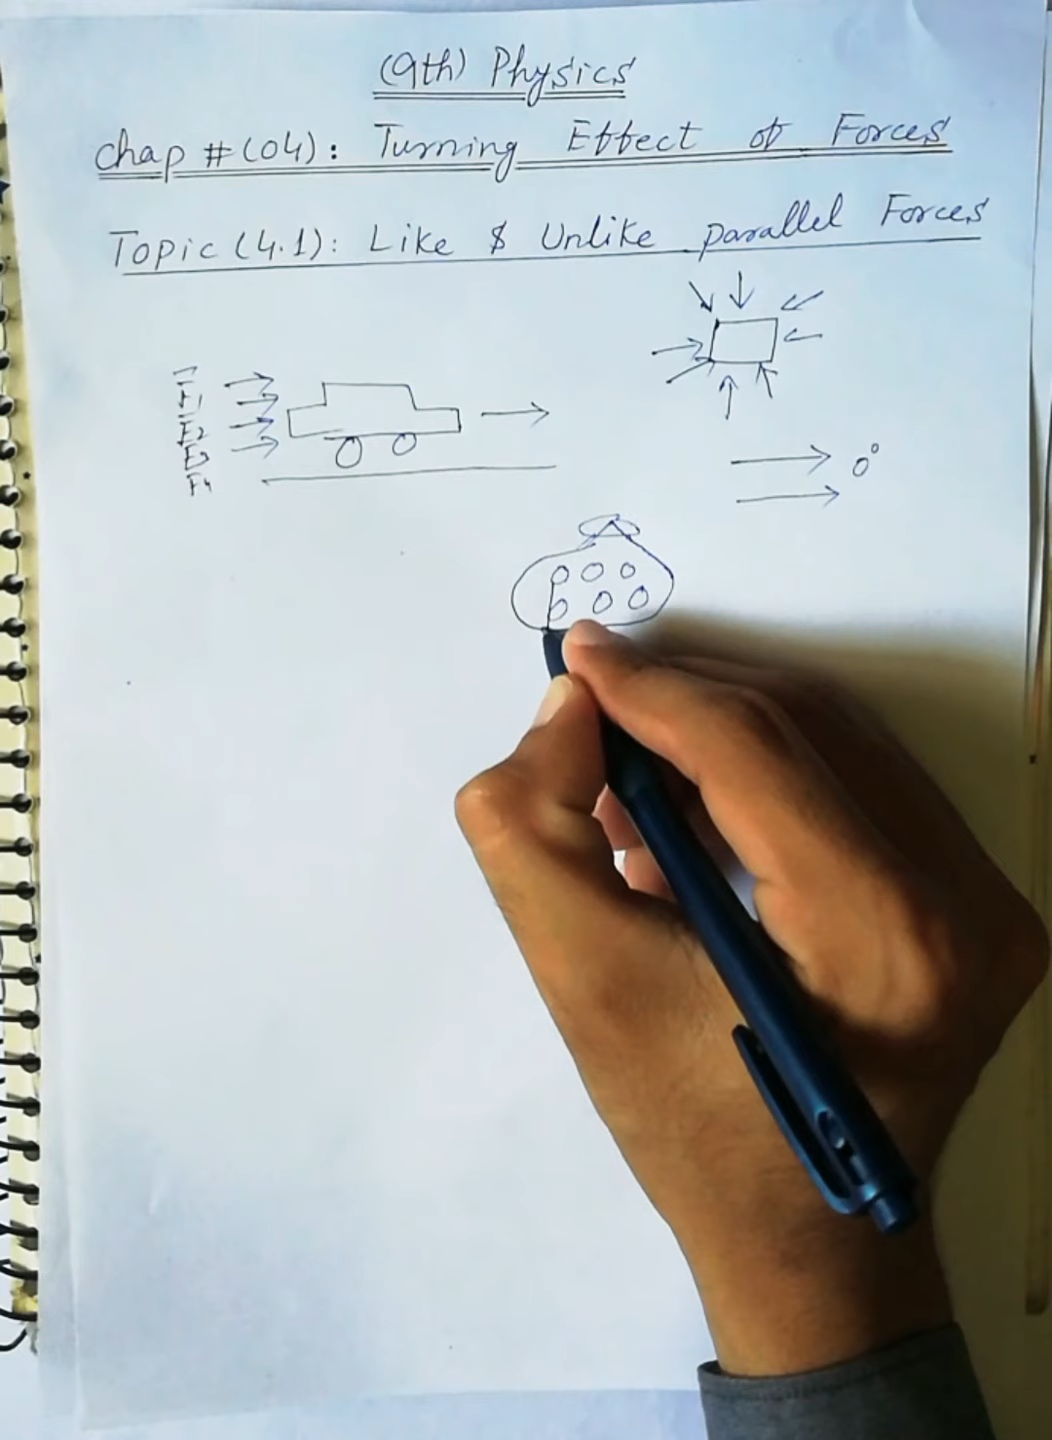 (9th) Physics
Chap # (04): Turning Effect of Forces
Topic (4.1): Like & Unlike parallel Forces
F1
F2
F3
F4
0°